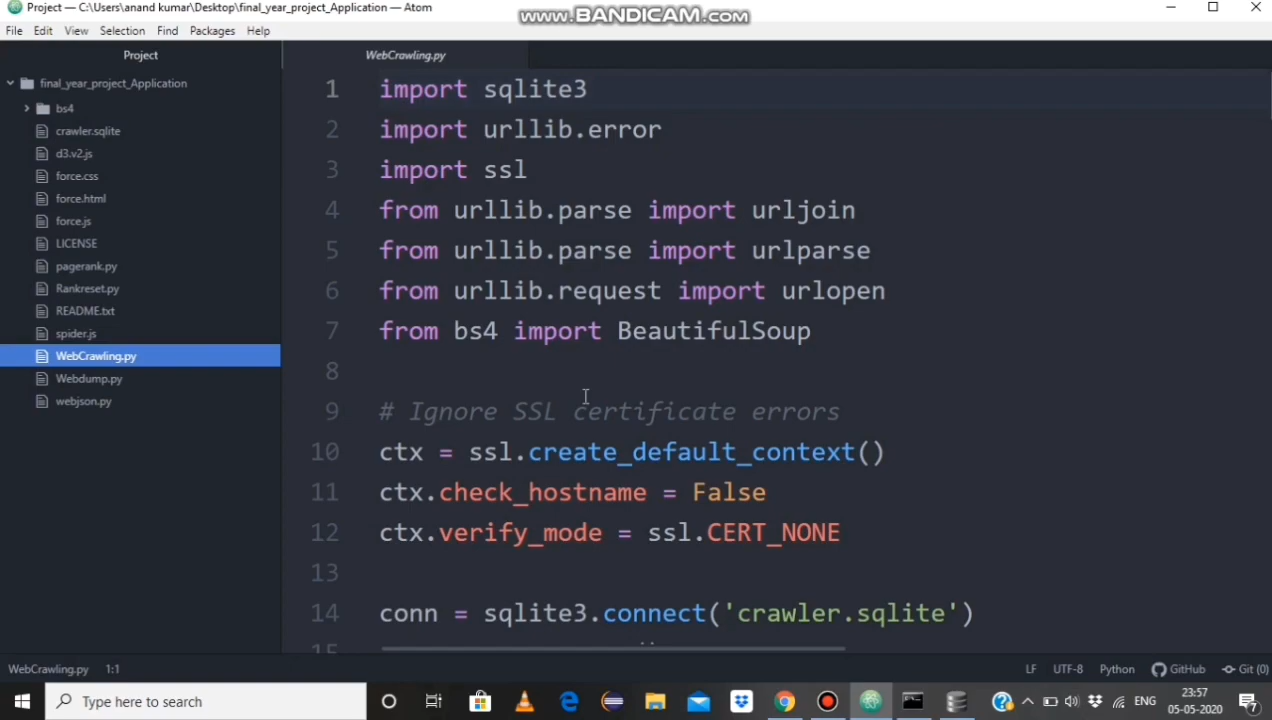 Project — C:\Users\anand kumar\Desktop\final_year_project_Application — Atom
www.BANDICAM.com
File Edit View Selection Find Packages Help
Project
WebCrawling.py
final_year_project_Application
bs4
crawler.sqlite
d3.v2.js
force.css
force.html
force.js
LICENSE
pagerank.py
Rankreset.py
README.txt
spider.js
WebCrawling.py
Webdump.py
webjson.py
1 import sqlite3
2 import urllib.error
3 import ssl
4 from urllib.parse import urljoin
5 from urllib.parse import urlparse
6 from urllib.request import urlopen
7 from bs4 import BeautifulSoup
8
9 # Ignore SSL certificate errors
10 ctx = ssl.create_default_context()
11 ctx.check_hostname = False
12 ctx.verify_mode = ssl.CERT_NONE
13
14 conn = sqlite3.connect('crawler.sqlite')
15
WebCrawling.py 1:1 LF UTF-8 Python GitHub Git (0)
Type here to search
ENG
23:57
05-05-2020
7